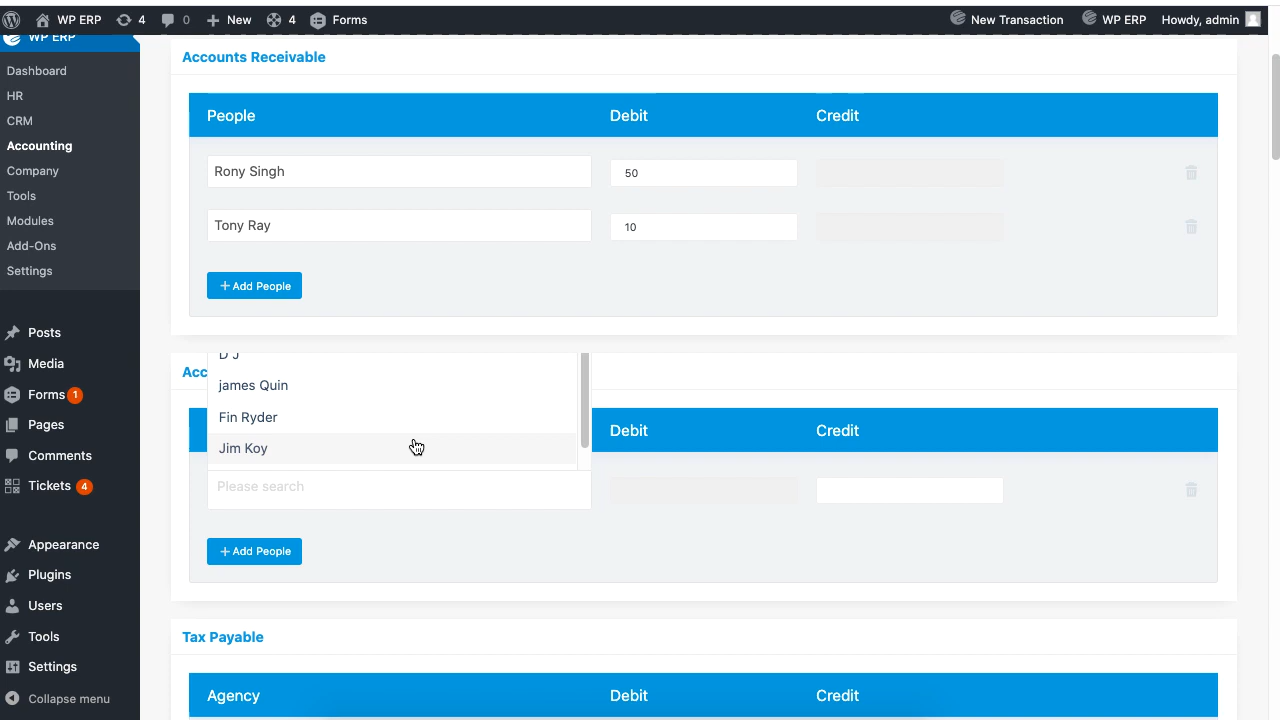 WP ERP 4 0 New 4 Forms New Transaction WP ERP Howdy, admin
WP ERP
Dashboard
HR
CRM
Accounting
Company
Tools
Modules
Add-Ons
Settings
Posts
Media
Forms 1
Pages
Comments
Tickets 4
Appearance
Plugins
Users
Tools
Settings
Collapse menu
Accounts Receivable
People Debit Credit
Rony Singh 50
Tony Ray 10
+ Add People
Acc
D J
james Quin
Fin Ryder
Jim Koy
Debit Credit
Please search
+ Add People
Tax Payable
Agency Debit Credit